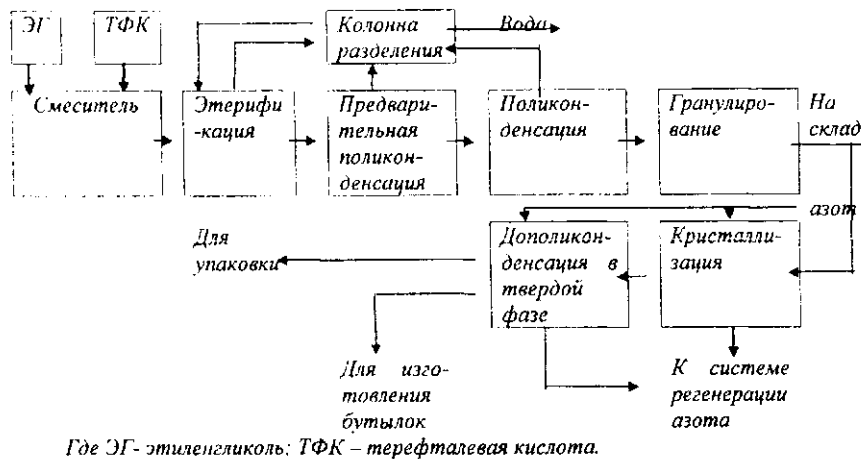 ЭГ
ТФК
Колонна
разделения
Вода
Смеситель
Этерифи
-кация
Предвари-
тельная
поликон-
денсация
Поликон-
денсация
Гранулиро-
вание
На
склад
азот
Для
упаковки
Дополикон-
денсация в
твердой
фазе
Кристалли-
зация
Для изго-
товления
бутылок
К системе
регенерации
азота
Где ЭГ- этиленгликоль; ТФК – терефталевая кислота.